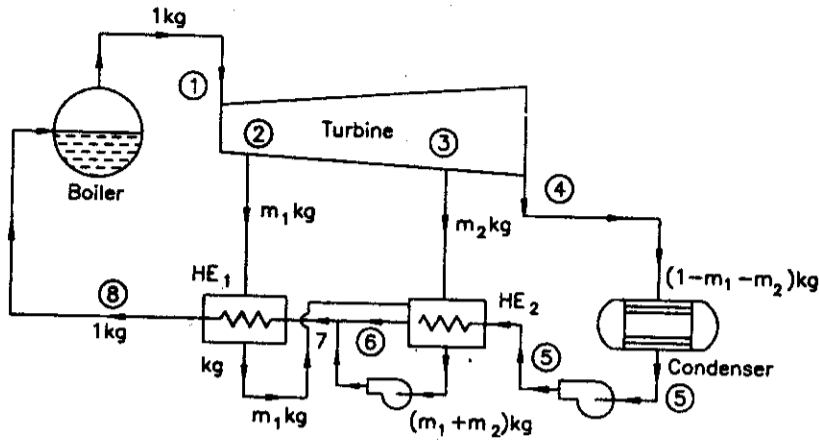 1kg
①
②
Turbine
③
Boiler
④
m₁kg
m₂kg
HE₁
(1-m₁-m₂)kg
⑧
HE₂
1kg
7
⑥
⑤
kg
Condenser
m₁kg
(m₁+m₂)kg
⑤